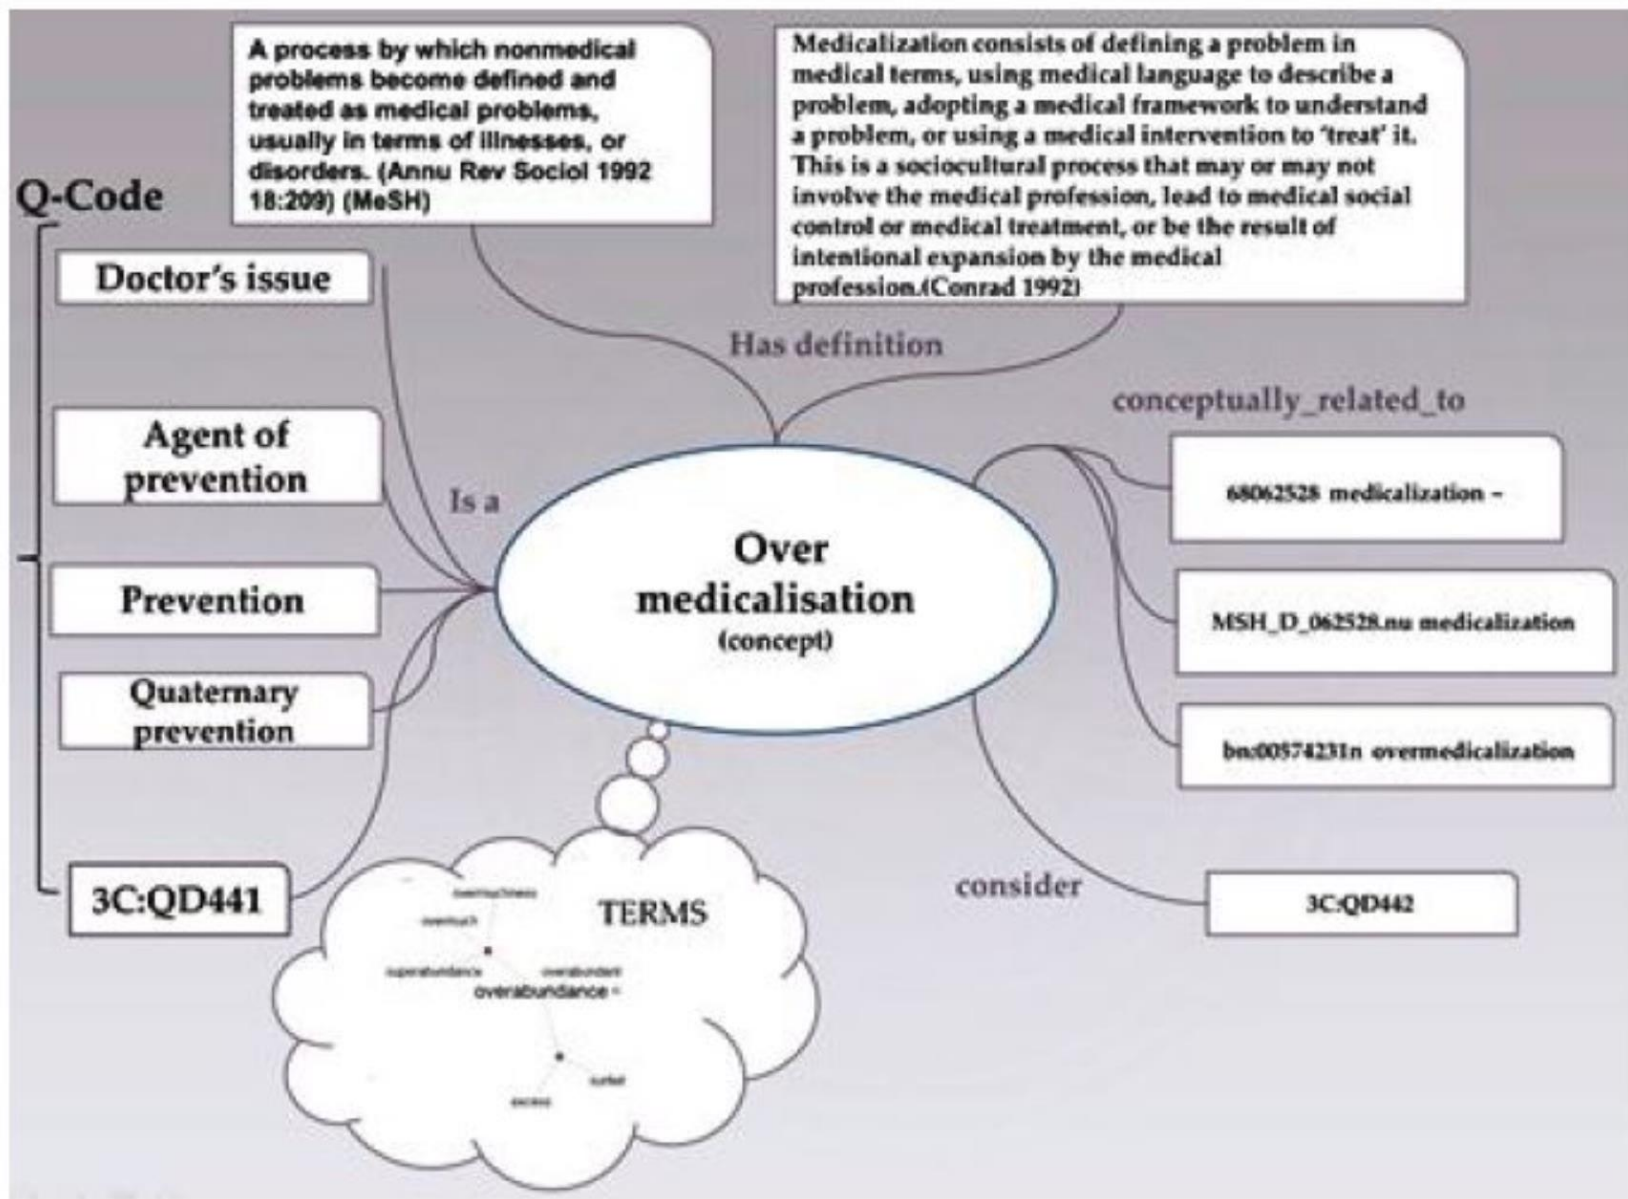 A process by which nonmedical
problems become defined and
treated as medical problems,
usually in terms of illnesses, or
disorders. (Annu Rev Sociol 1992
18:209) (MeSH)
Medicalization consists of defining a problem in
medical terms, using medical language to describe a
problem, adopting a medical framework to understand
a problem, or using a medical intervention to ‘treat’ it.
This is a sociocultural process that may or may not
involve the medical profession, lead to medical social
control or medical treatment, or be the result of
intentional expansion by the medical
profession.(Conrad 1992)
Q-Code
Doctor’s issue
Agent of
prevention
Prevention
Quaternary
prevention
3C:QD441
Is a
Has definition
Over
medicalisation
(concept)
conceptually_related_to
68062528 medicalization –
MSH_D_062528.nu medicalization
bn:00574231n overmedicalization
consider
3C:QD442
TERMS
overmuchness
overmuch
superabundance
overabundant
overabundance -
surfeit
excess